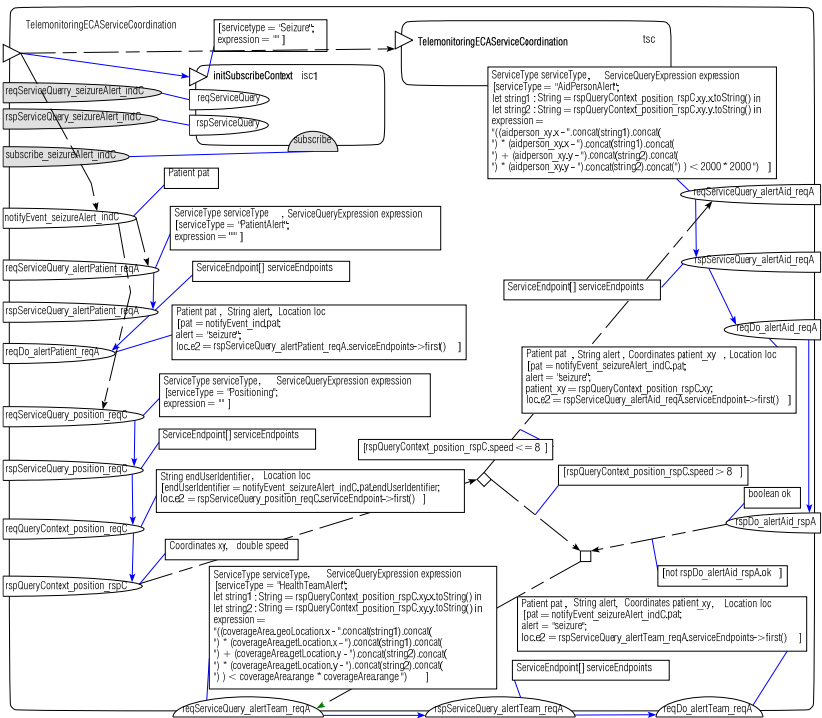 TelemonitoringECAServiceCoordination
[servicetype = "Seizure";
expression = "" ]
TelemonitoringECAServiceCoordination tsc
initSubscribeContext isc1
reqServiceQuery_seizureAlert_indC
reqServiceQuery
rspServiceQuery_seizureAlert_indC
rspServiceQuery
subscribe
subscribe_seizureAlert_indC
ServiceType serviceType, ServiceQueryExpression expression
[serviceType = "AidPersonAlert";
let string1 : String = rspQueryContext_position_rspC.xy.x.toString() in
let string2 : String = rspQueryContext_position_rspC.xy.y.toString() in
expression =
"((aidperson_xy.x - ".concat(string1).concat(
") * (aidperson_xy.x - ").concat(string1).concat(
") + (aidperson_xy.y - ").concat(string2).concat(
") * (aidperson_xy.y - ").concat(string2).concat(") ) < 2000 * 2000 ") ]
Patient pat
reqServiceQuery_alertAid_reqA
notifyEvent_seizureAlert_indC
ServiceType serviceType , ServiceQueryExpression expression
[serviceType = "PatientAlert";
expression = "" ]
reqServiceQuery_alertPatient_reqA
ServiceEndpoint[] serviceEndpoints
rspServiceQuery_alertAid_reqA
ServiceEndpoint[] serviceEndpoints
rspServiceQuery_alertPatient_reqA
Patient pat , String alert, Location loc
[pat = notifyEvent_ind.pat;
alert = "seizure";
loc.e2 = rspServiceQuery_alertPatient_reqA.serviceEndpoints->first() ]
reqDo_alertAid_reqA
reqDo_alertPatient_reqA
Patient pat , String alert , Coordinates patient_xy , Location loc
[pat = notifyEvent_seizureAlert_indC.pat;
alert = "seizure";
patient_xy = rspQueryContext_position_rspC.xy;
loc.e2 = rspServiceQuery_alertAid_reqA.serviceEndpoint->first() ]
ServiceType serviceType, ServiceQueryExpression expression
[serviceType = "Positioning";
expression = "" ]
reqServiceQuery_position_reqC
ServiceEndpoint[] serviceEndpoints
[rspQueryContext_position_rspC.speed <= 8 ]
rspServiceQuery_position_reqC
String endUserIdentifier, Location loc
[endUserIdentifier = notifyEvent_seizureAlert_indC.pat.endUserIdentifier;
loc.e2 = rspServiceQuery_position_reqC.serviceEndpoint->first() ]
[rspQueryContext_position_rspC.speed > 8 ]
boolean ok
reqQueryContext_position_reqC
rspDo_alertAid_rspA
Coordinates xy, double speed
rspQueryContext_position_rspC
[not rspDo_alertAid_rspA.ok ]
ServiceType serviceType, ServiceQueryExpression expression
[serviceType = "HealthTeamAlert";
let string1 : String = rspQueryContext_position_rspC.xy.x.toString() in
let string2 : String = rspQueryContext_position_rspC.xy.y.toString() in
expression =
"((coverageArea.geoLocation.x - ".concat(string1).concat(
") * (coverageArea.getLocation.x - ").concat(string1).concat(
") + (coverageArea.getLocation.y - ").concat(string2).concat(
") * (coverageArea.getLocation.y - ").concat(string2).concat(
") ) < coverageArea.range * coverageArea.range ") ]
Patient pat , String alert, Coordinates patient_xy, Location loc
[pat = notifyEvent_seizureAlert_indC.pat;
alert = "seizure";
loc.e2 = rspServiceQuery_alertTeam_reqA.serviceEndpoints->first() ]
ServiceEndpoint[] serviceEndpoints
reqServiceQuery_alertTeam_reqA
rspServiceQuery_alertTeam_reqA
reqDo_alertTeam_reqA